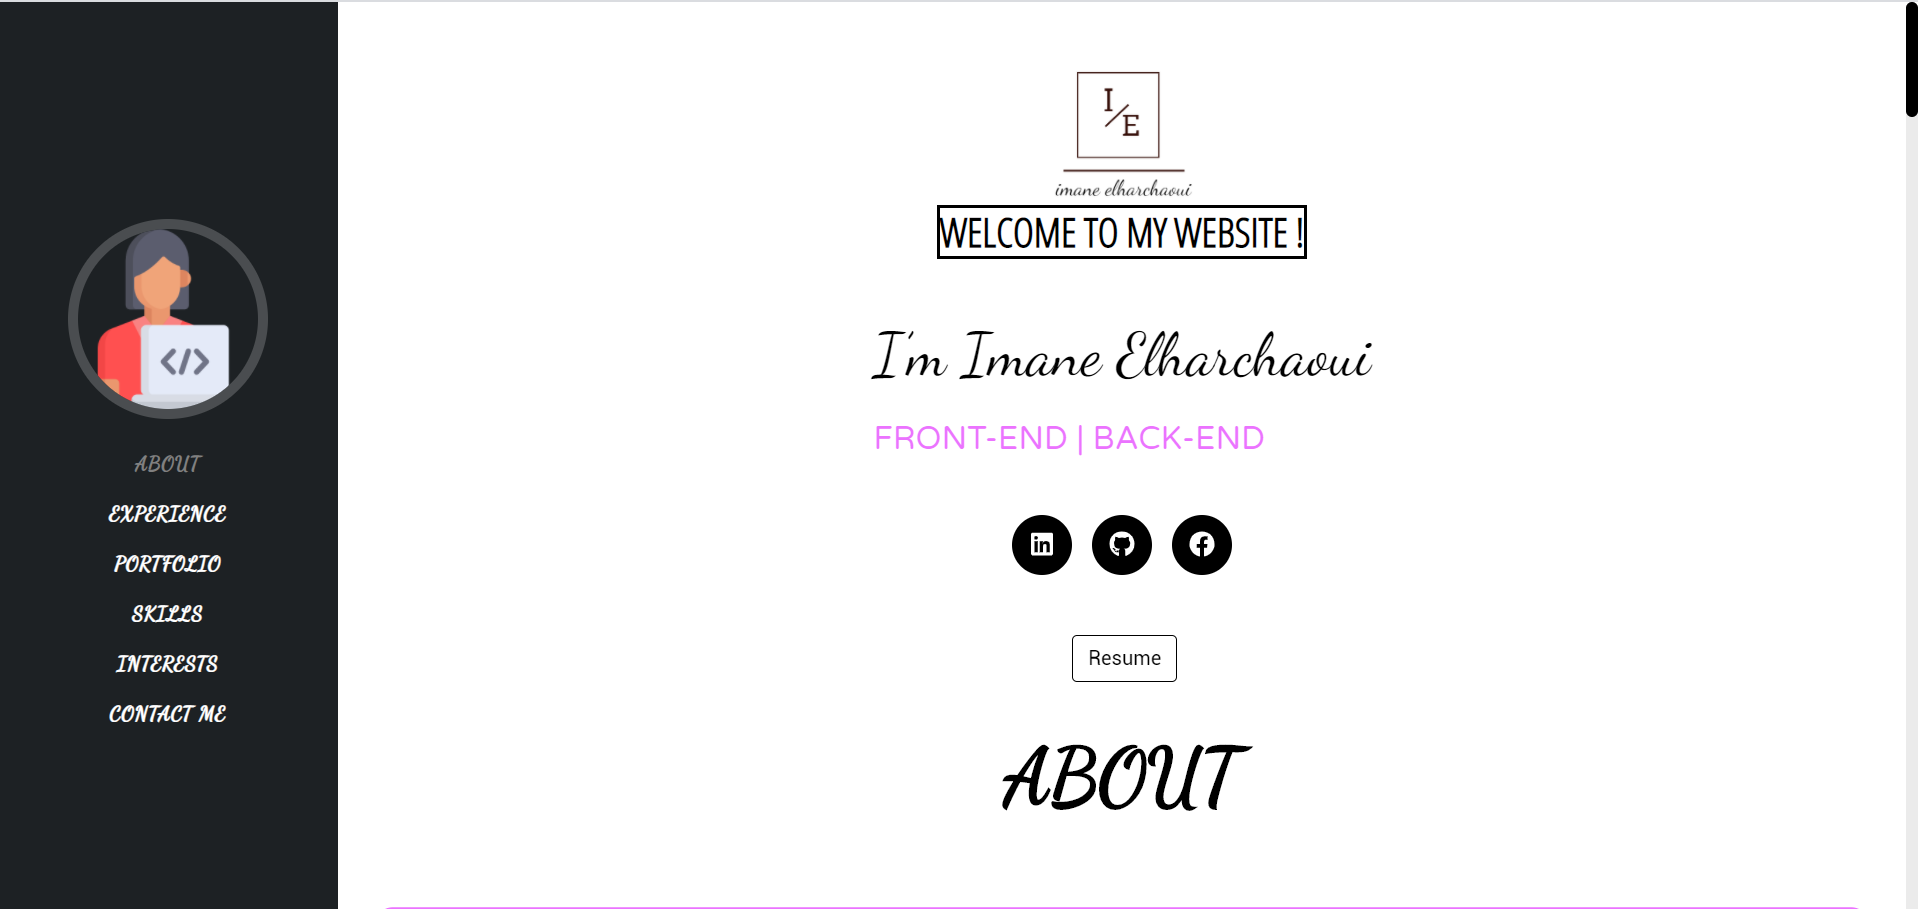 ABOUT
EXPERIENCE
PORTFOLIO
SKILLS
INTERESTS
CONTACT ME
I/E
imane elharchaoui
WELCOME TO MY WEBSITE !
I'm Imane Elharchaoui
FRONT-END | BACK-END
in
Resume
ABOUT